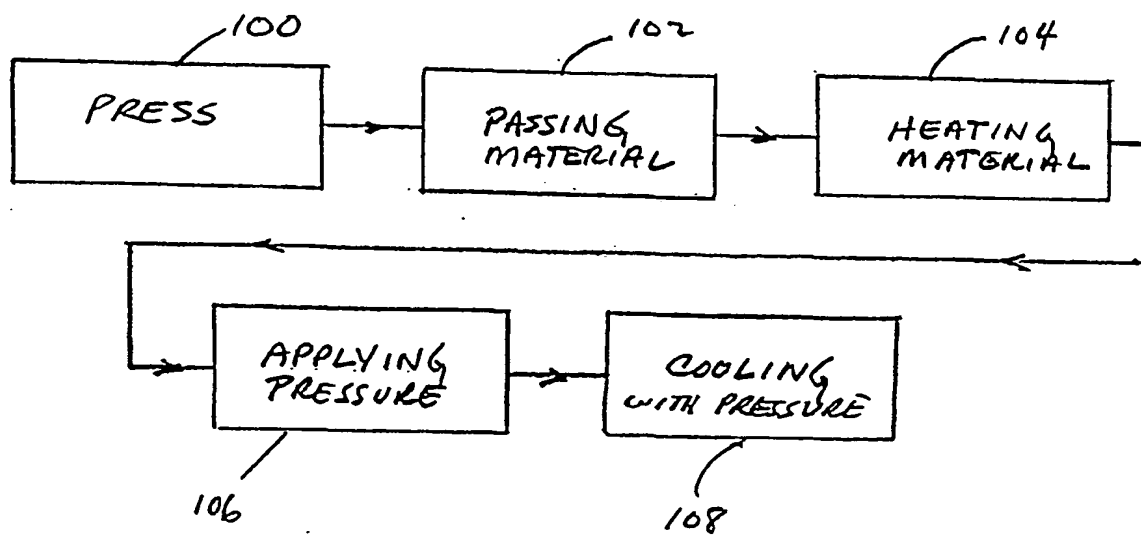 100
102
104
PRESS
PASSING
MATERIAL
HEATING
MATERIAL
APPLYING
PRESSURE
COOLING
WITH PRESSURE
106
108